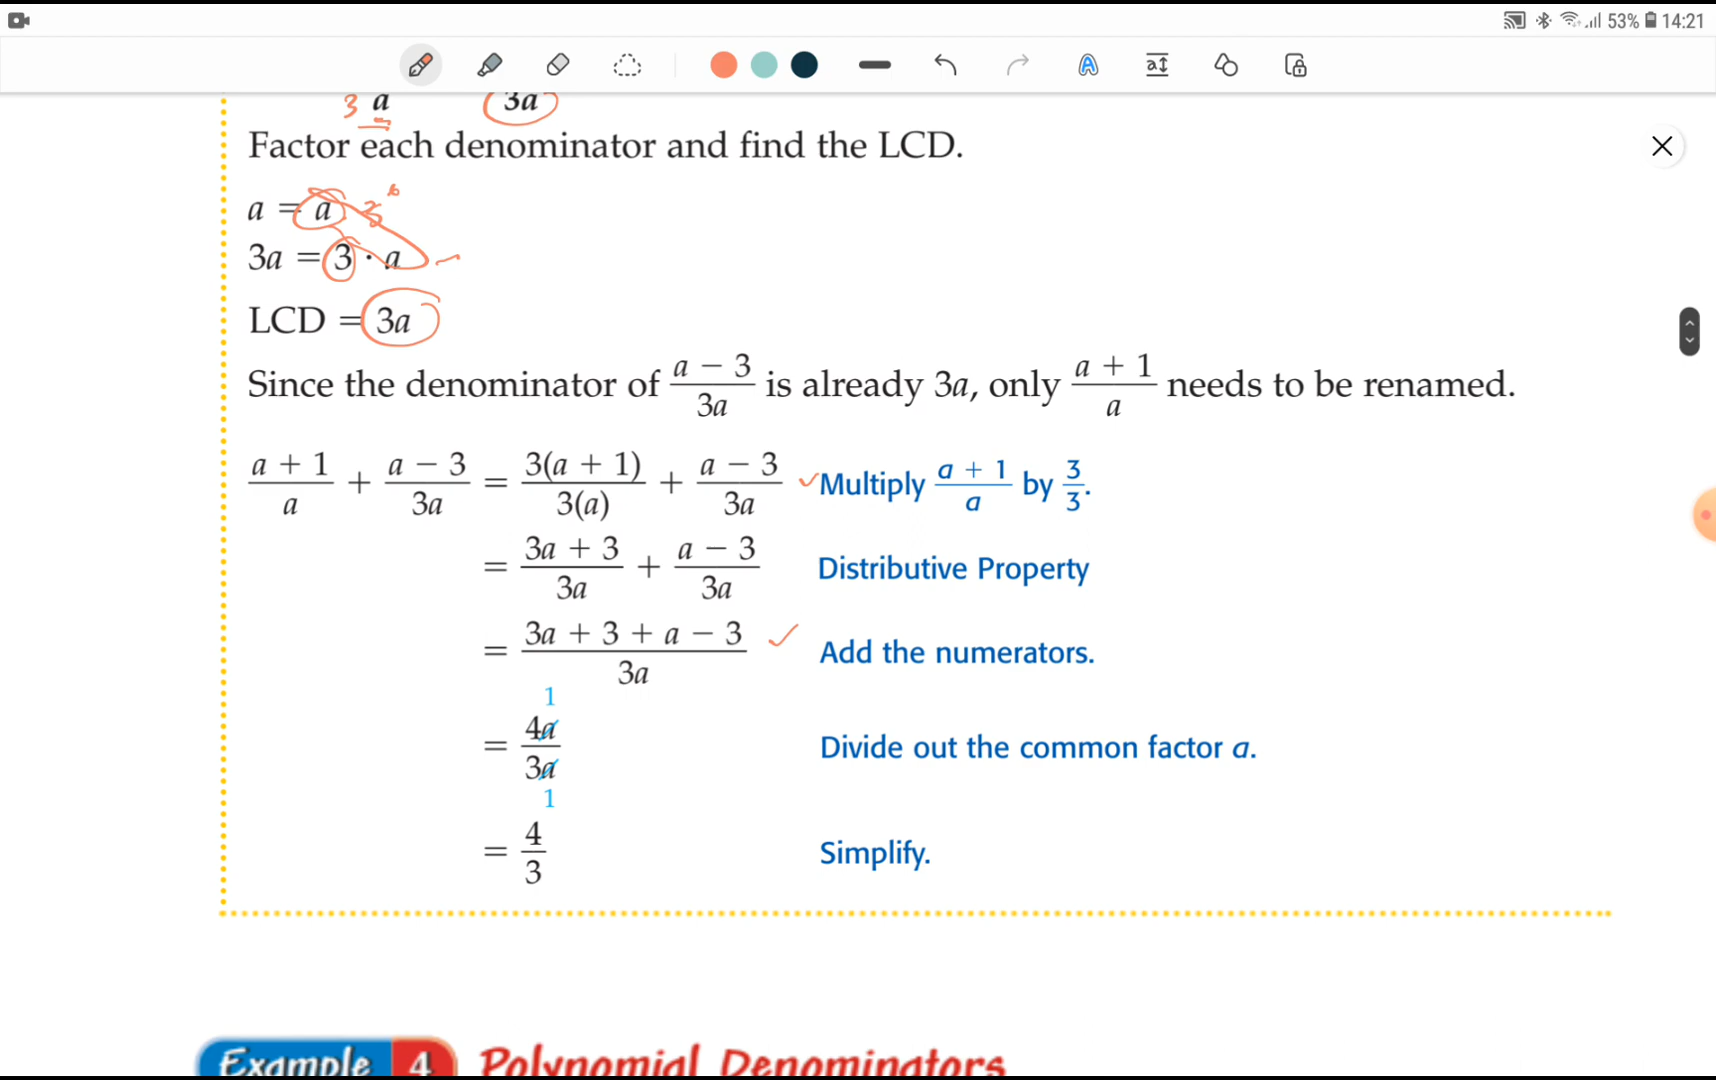 53% 14:21
3 a 3a
Factor each denominator and find the LCD.
a = a 3
3a = 3 · a
LCD = 3a
Since the denominator of (a − 3)/(3a) is already 3a, only (a + 1)/a needs to be renamed.
(a + 1)/a + (a − 3)/(3a) = 3(a + 1)/3(a) + (a − 3)/(3a) ✓ Multiply (a + 1)/a by 3/3.
= (3a + 3)/(3a) + (a − 3)/(3a) Distributive Property
= (3a + 3 + a − 3)/(3a) ✓ Add the numerators.
1
= 4a/3a Divide out the common factor a.
1
= 4/3 Simplify.
Example 4 Polynomial Denominators